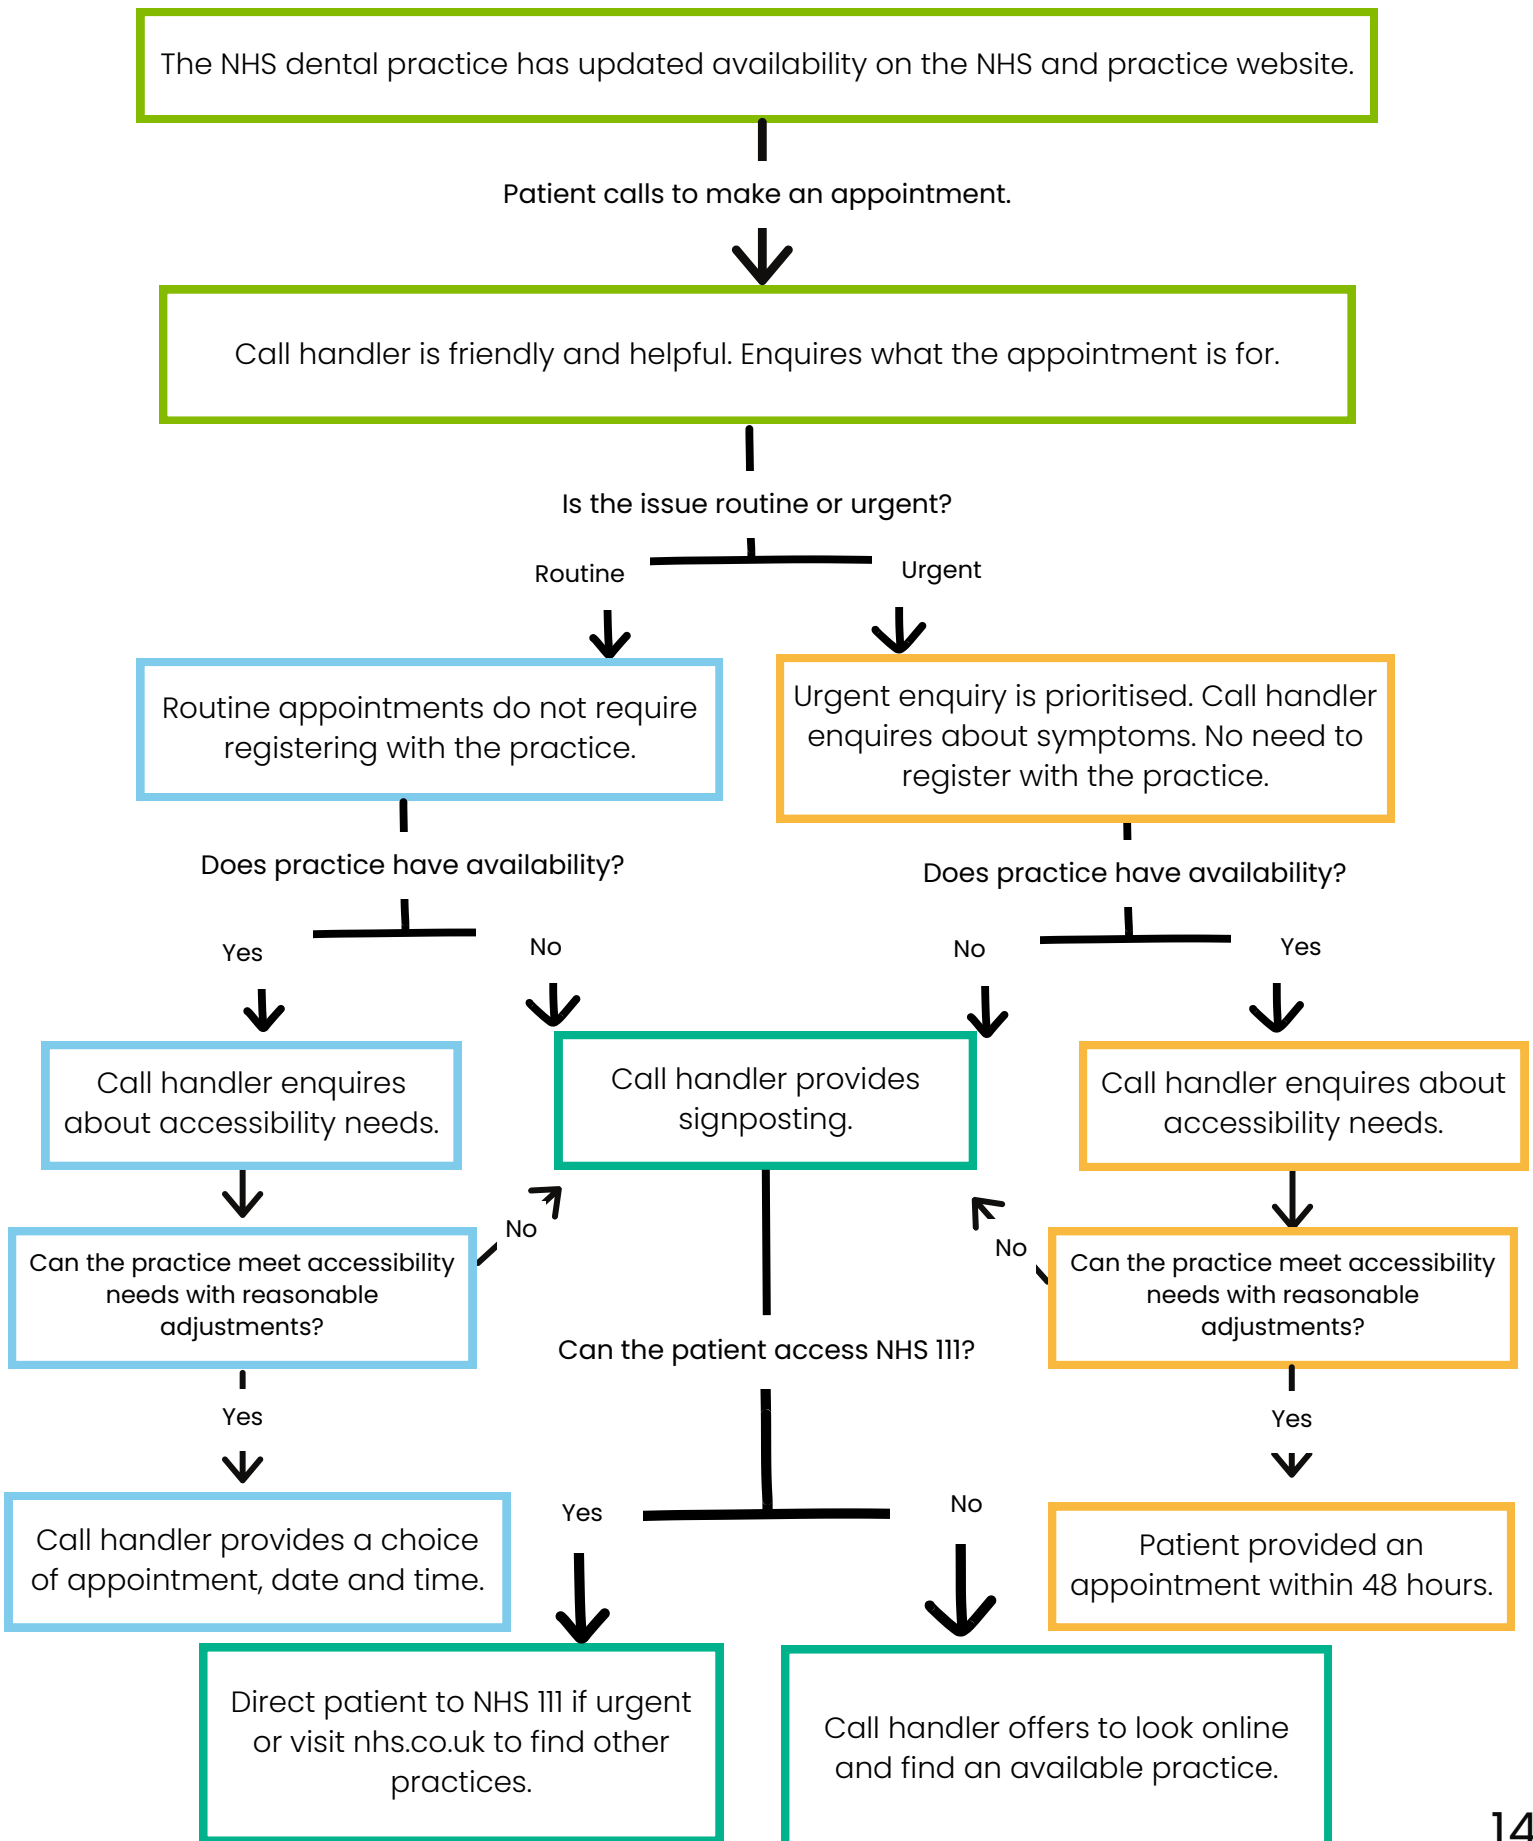 The NHS dental practice has updated availability on the NHS and practice website.
Patient calls to make an appointment.
Call handler is friendly and helpful. Enquires what the appointment is for.
Is the issue routine or urgent?
Routine
Urgent
Routine appointments do not require
registering with the practice.
Urgent enquiry is prioritised. Call handler
enquires about symptoms. No need to
register with the practice.
Does practice have availability?
Does practice have availability?
Yes
No
No
Yes
Call handler enquires
about accessibility needs.
Call handler provides
signposting.
Call handler enquires about
accessibility needs.
No
No
Can the practice meet accessibility
needs with reasonable
adjustments?
Can the practice meet accessibility
needs with reasonable
adjustments?
Can the patient access NHS 111?
Yes
Yes
Yes
No
Call handler provides a choice
of appointment, date and time.
Patient provided an
appointment within 48 hours.
Direct patient to NHS 111 if urgent
or visit nhs.co.uk to find other
practices.
Call handler offers to look online
and find an available practice.
14